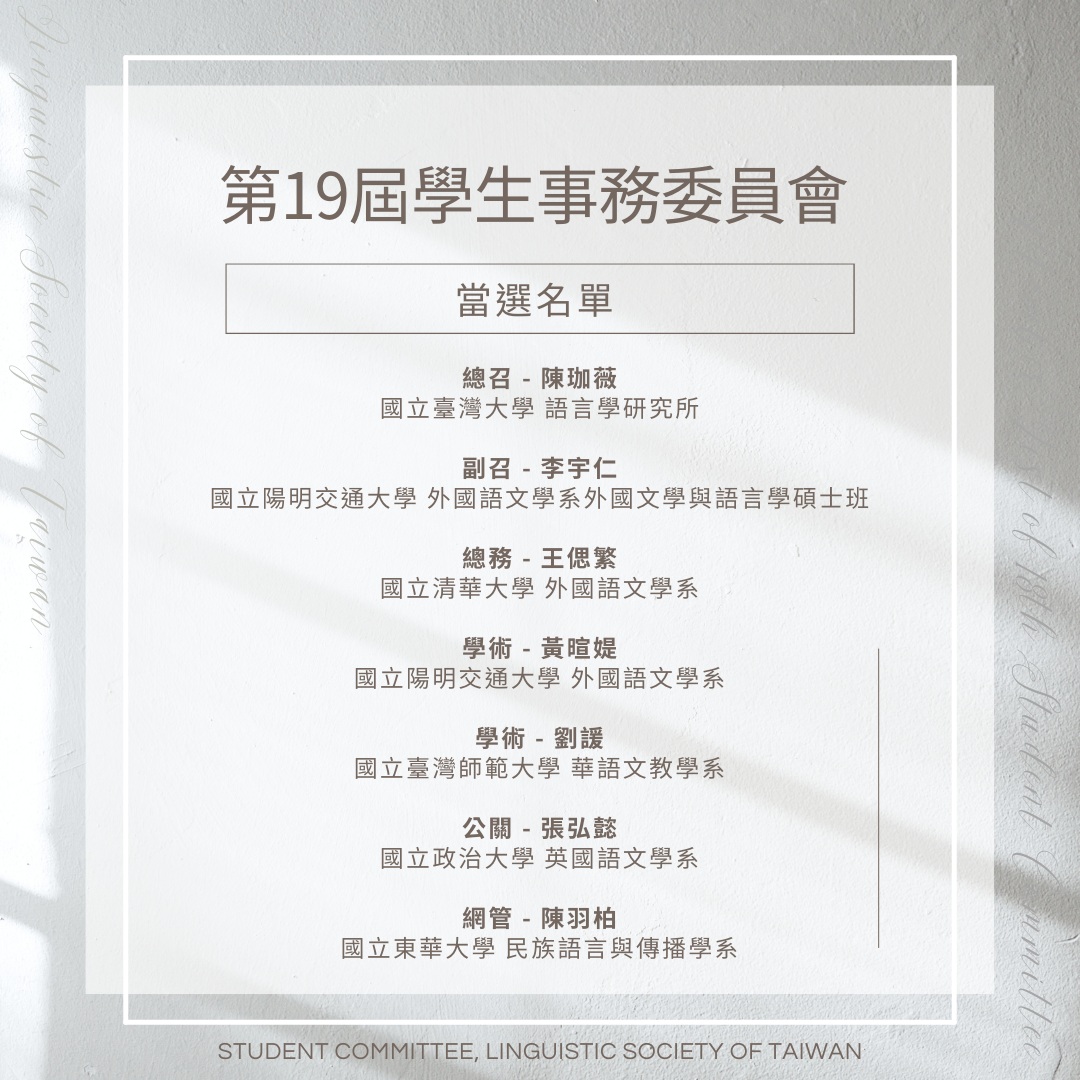 第19屆學生事務委員會
當選名單
總召 - 陳珈薇
國立臺灣大學 語言學研究所
副召 - 李宇仁
國立陽明交通大學 外國語文學系外國文學與語言學碩士班
總務 - 王偲繁
國立清華大學 外國語文學系
學術 - 黃暄媞
國立陽明交通大學 外國語文學系
學術 - 劉諼
國立臺灣師範大學 華語文教學系
公關 - 張弘懿
國立政治大學 英國語文學系
網管 - 陳羽柏
國立東華大學 民族語言與傳播學系
STUDENT COMMITTEE, LINGUISTIC SOCIETY OF TAIWAN
Linguistic Society of Taiwan
of 19th Student Committee